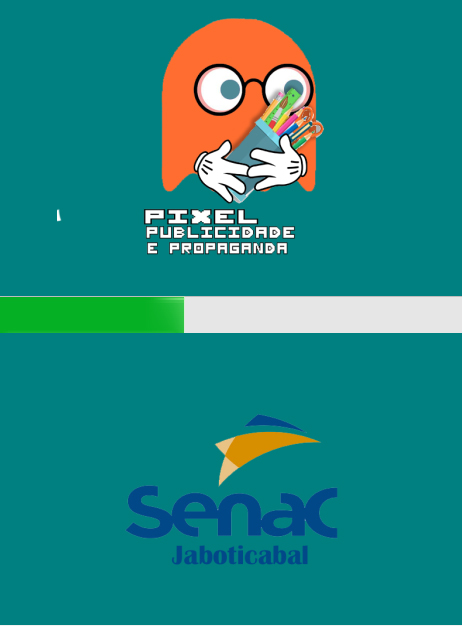 PIXEL
PUBLICIDADE
E PROPAGANDA
Senac
Jaboticabal